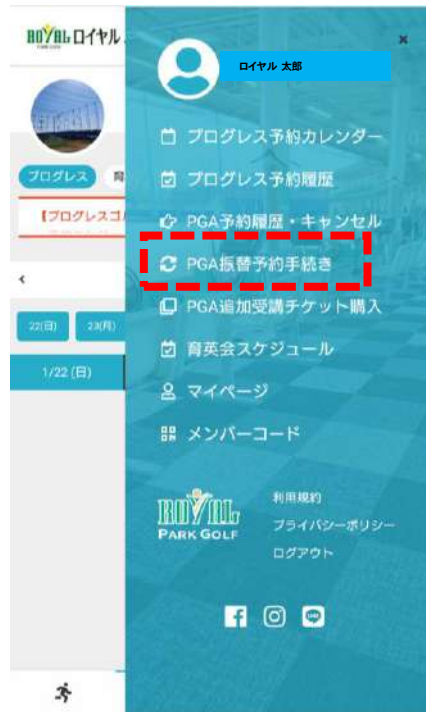 ROYAL ロイヤル
×
ロイヤル 太郎
プログレス予約カレンダー
プログレス予約履歴
PGA予約履歴・キャンセル
PGA振替予約手続き
PGA追加受講チケット購入
育英会スケジュール
マイページ
メンバーコード
プログレス
育
【プログレスゴル
22(日) 23(月)
1/22 (日)
ROYAL
PARK GOLF
利用規約
プライバシーポリシー
ログアウト